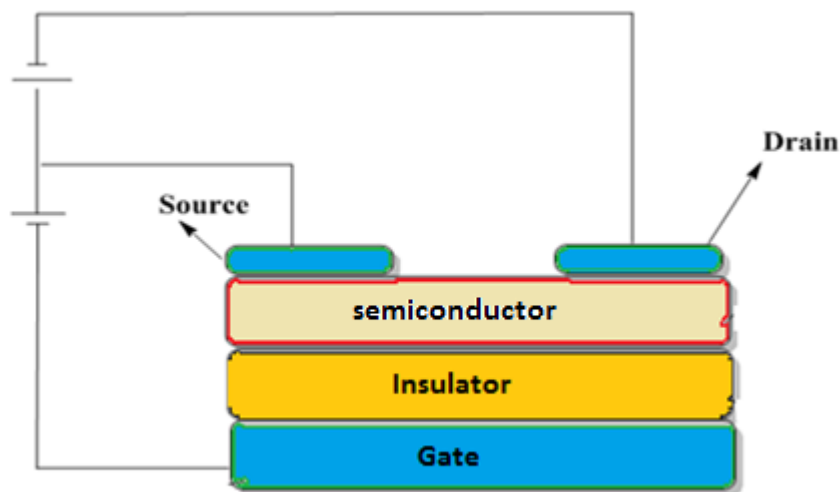 Drain
Source
semiconductor
Insulator
Gate